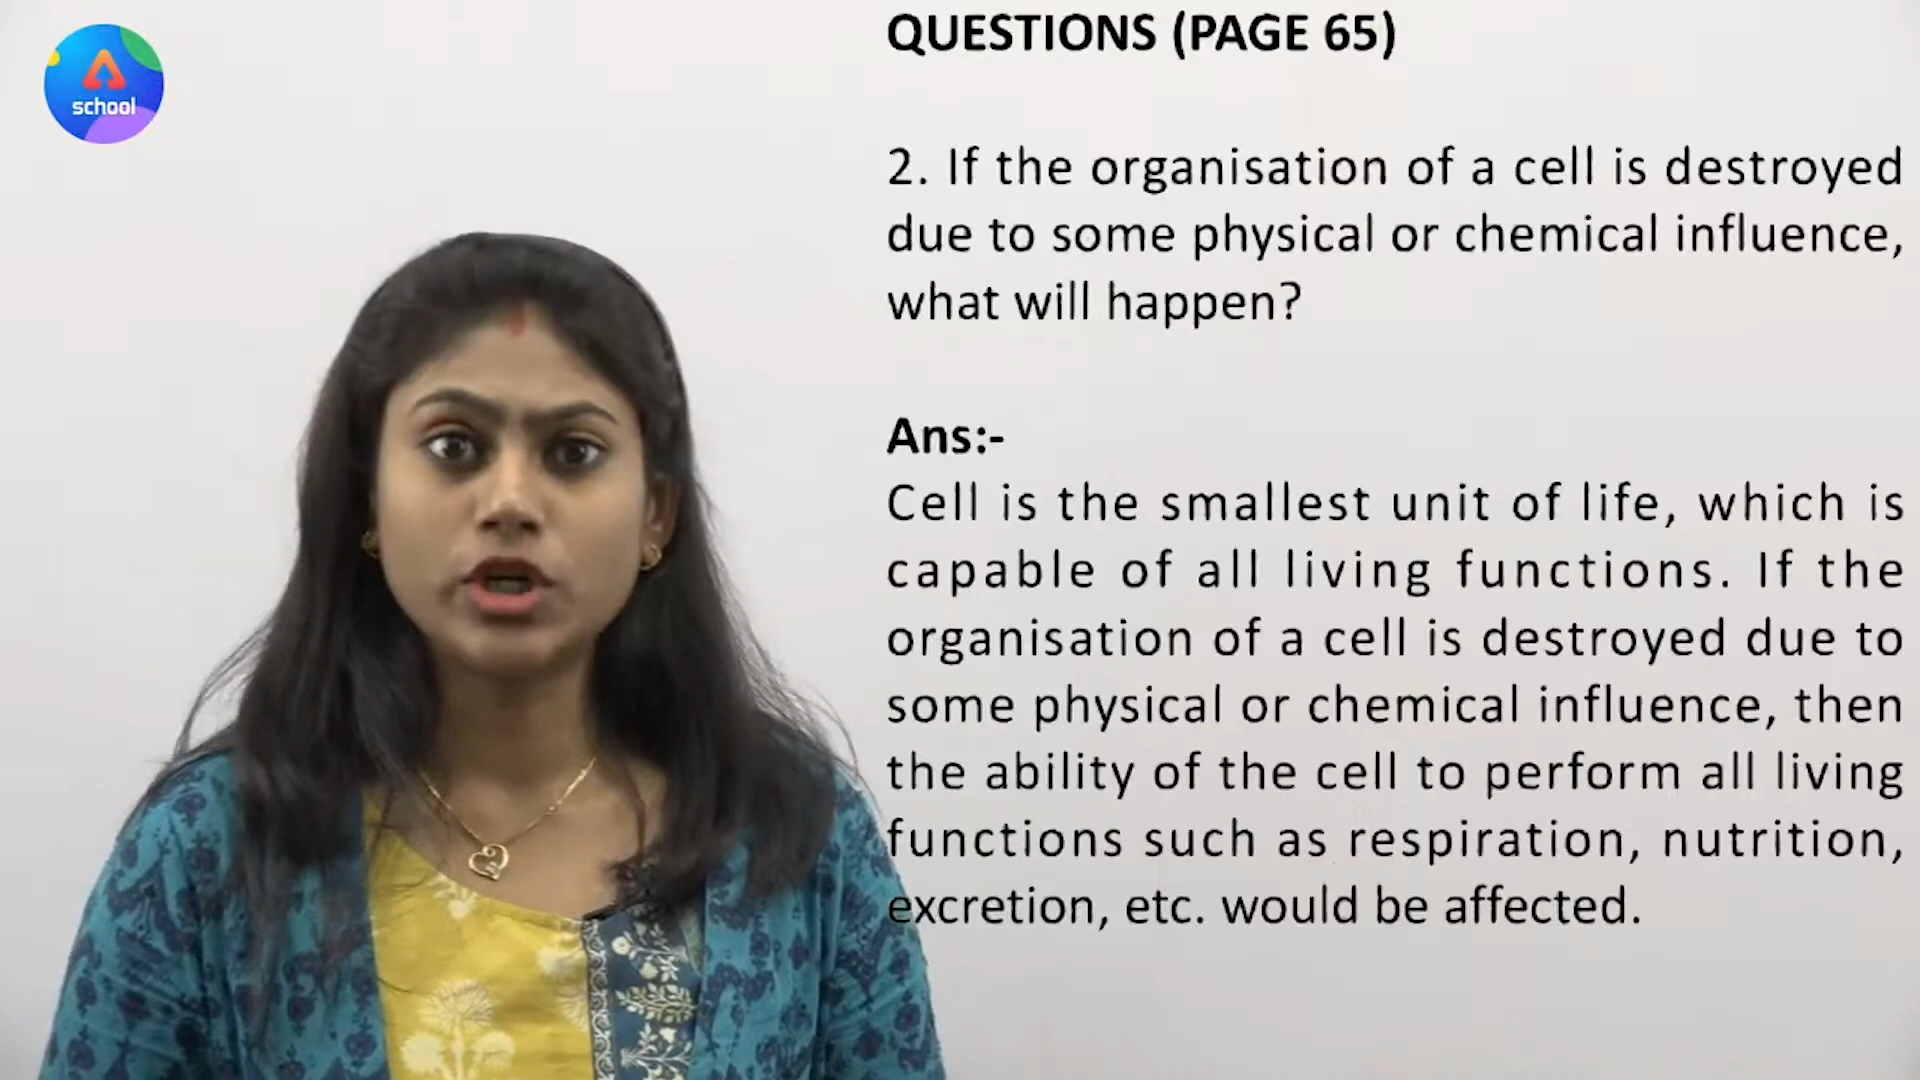 school
QUESTIONS (PAGE 65)
2. If the organisation of a cell is destroyed
due to some physical or chemical influence,
what will happen?
Ans:-
Cell is the smallest unit of life, which is
capable of all living functions. If the
organisation of a cell is destroyed due to
some physical or chemical influence, then
the ability of the cell to perform all living
functions such as respiration, nutrition,
excretion, etc. would be affected.